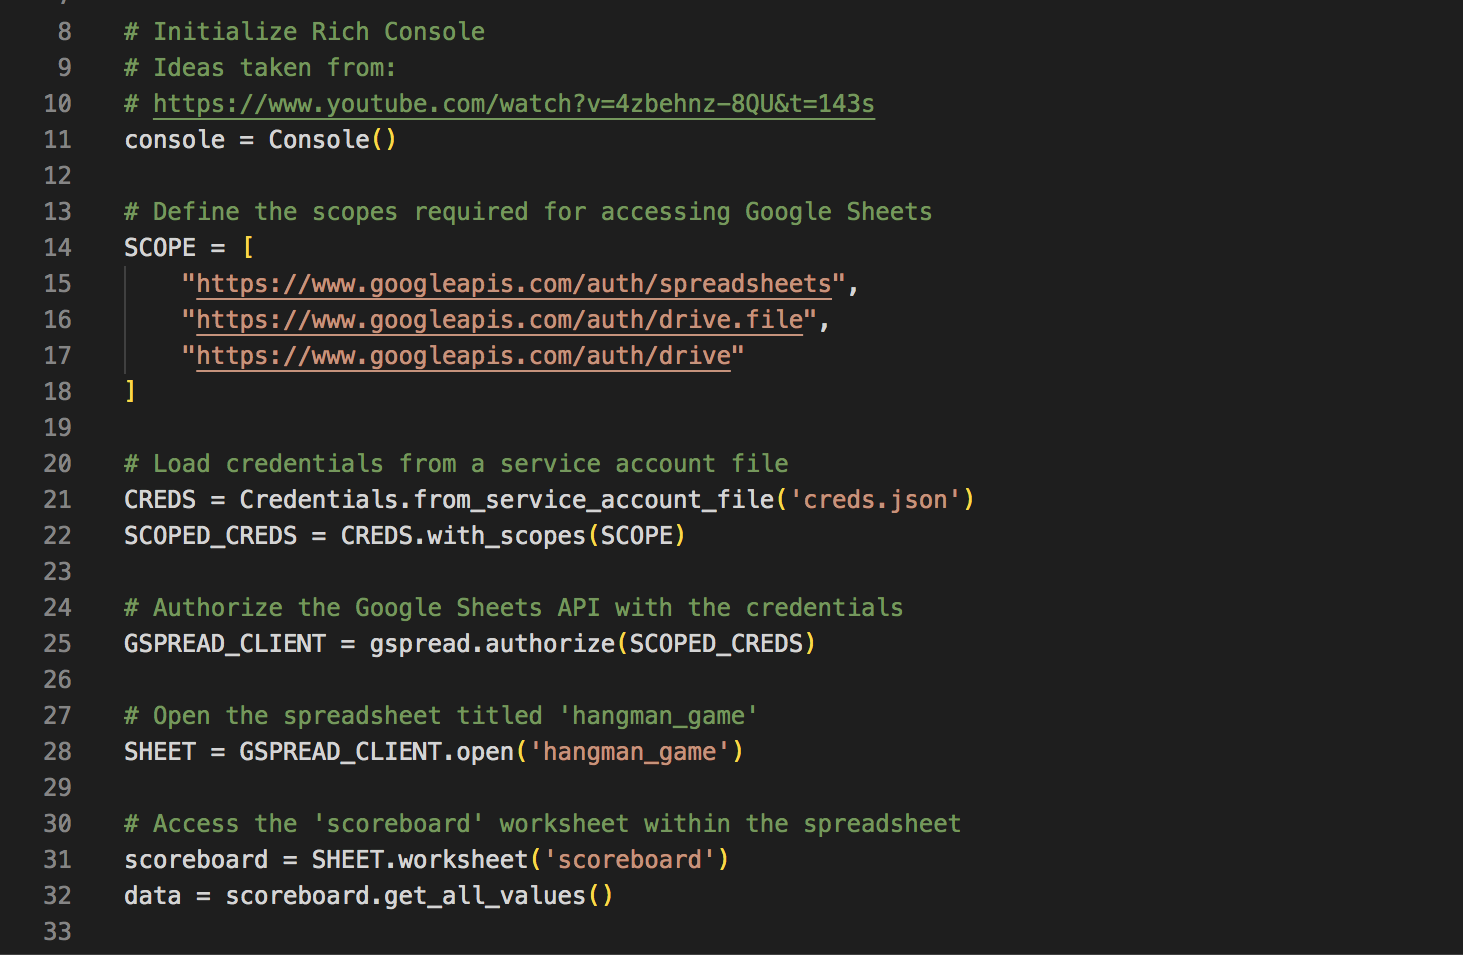 8 # Initialize Rich Console
9 # Ideas taken from:
10 # https://www.youtube.com/watch?v=4zbehnz-8QU&t=143s
11 console = Console()
12
13 # Define the scopes required for accessing Google Sheets
14 SCOPE = [
15     "https://www.googleapis.com/auth/spreadsheets",
16     "https://www.googleapis.com/auth/drive.file",
17     "https://www.googleapis.com/auth/drive"
18 ]
19
20 # Load credentials from a service account file
21 CREDS = Credentials.from_service_account_file('creds.json')
22 SCOPED_CREDS = CREDS.with_scopes(SCOPE)
23
24 # Authorize the Google Sheets API with the credentials
25 GSPREAD_CLIENT = gspread.authorize(SCOPED_CREDS)
26
27 # Open the spreadsheet titled 'hangman_game'
28 SHEET = GSPREAD_CLIENT.open('hangman_game')
29
30 # Access the 'scoreboard' worksheet within the spreadsheet
31 scoreboard = SHEET.worksheet('scoreboard')
32 data = scoreboard.get_all_values()
33